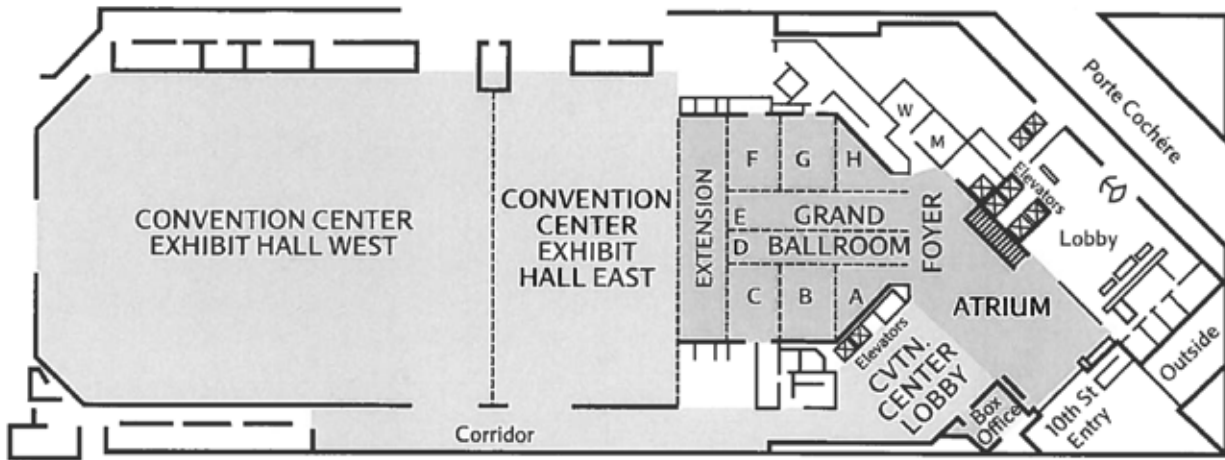 CONVENTION CENTER
EXHIBIT HALL WEST
CONVENTION
CENTER
EXHIBIT
HALL EAST
EXTENSION
F
G
H
E
GRAND
D
BALLROOM
C
B
A
FOYER
W
M
Elevators
Lobby
Porte Cochére
ATRIUM
Elevators
CVTN.
CENTER
LOBBY
Box
Office
10th St
Entry
Outside
Corridor